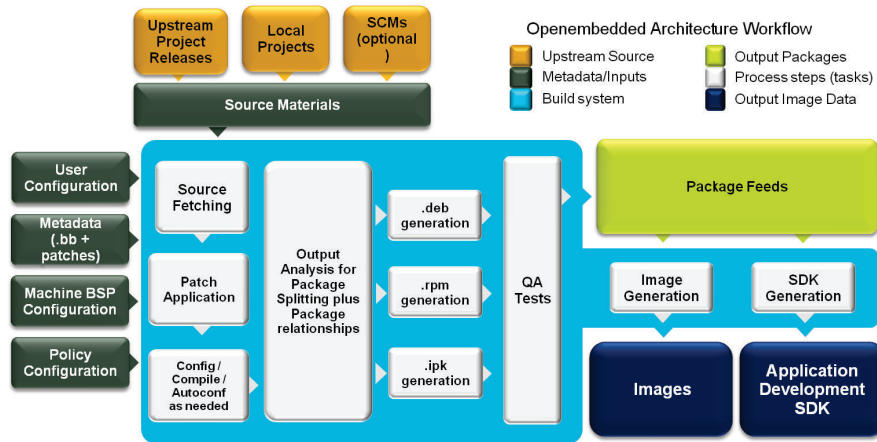 Upstream
Project
Releases
Local
Projects
SCMs
(optional
)
Openembedded Architecture Workflow
Upstream Source
Output Packages
Metadata/Inputs
Process steps (tasks)
Build system
Output Image Data
Source Materials
User
Configuration
Metadata
(.bb +
patches)
Machine BSP
Configuration
Policy
Configuration
Source
Fetching
Patch
Application
Config /
Compile /
Autoconf
as needed
Output
Analysis for
Package
Splitting plus
Package
relationships
.deb
generation
.rpm
generation
.ipk
generation
QA
Tests
Package Feeds
Image
Generation
SDK
Generation
Images
Application
Development
SDK